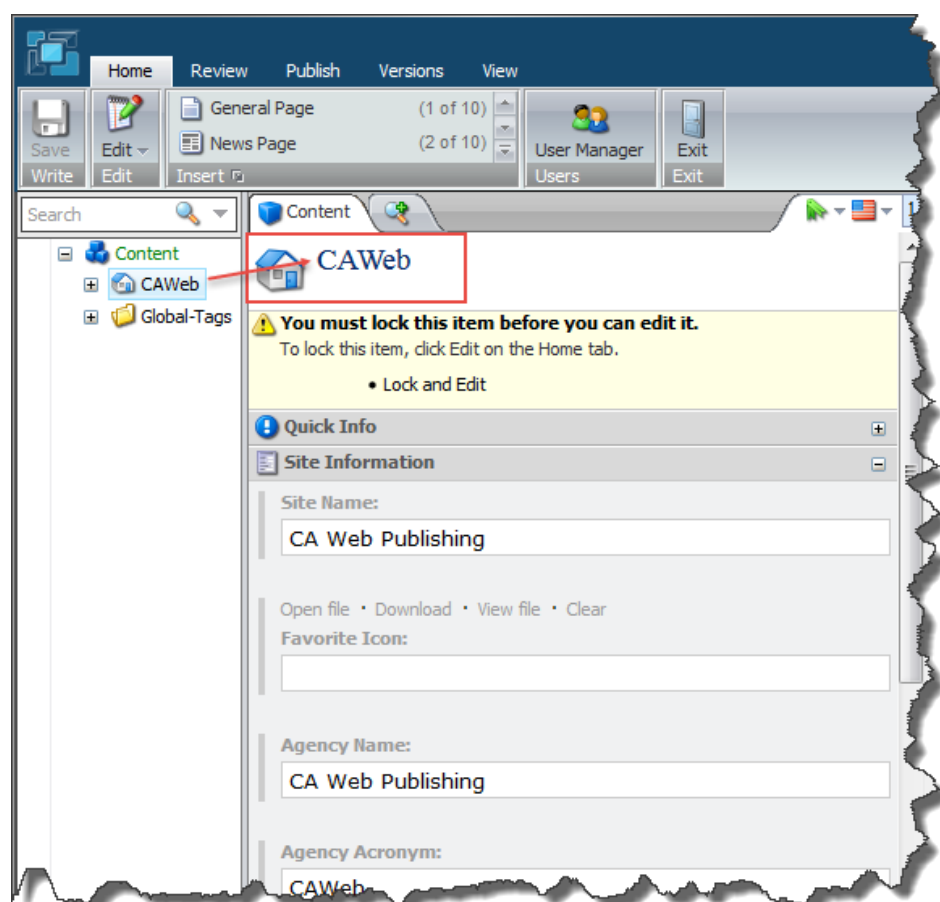 Home Review Publish Versions View
General Page (1 of 10)
News Page (2 of 10)
Save Edit User Manager Exit
Write Edit Insert Users Exit
Search Content
Content
CAWeb
Global-Tags
CAWeb
You must lock this item before you can edit it.
To lock this item, click Edit on the Home tab.
• Lock and Edit
Quick Info
Site Information
Site Name:
CA Web Publishing
Open file · Download · View file · Clear
Favorite Icon:
Agency Name:
CA Web Publishing
Agency Acronym:
CAWeb